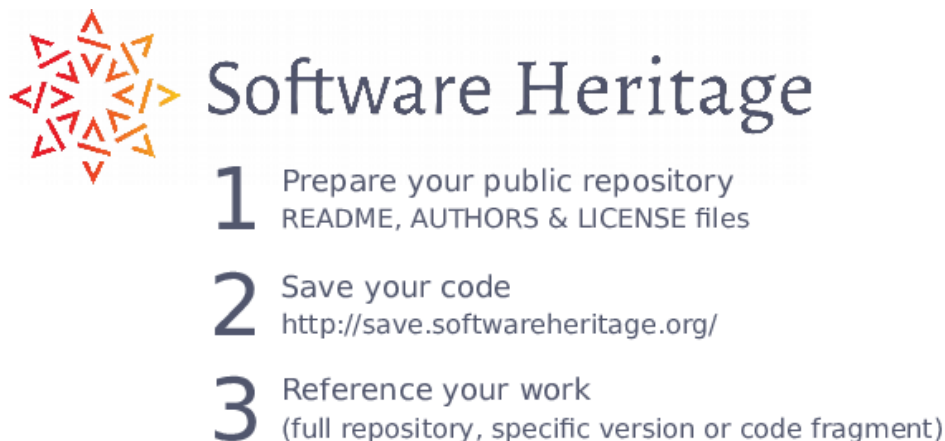 Software Heritage
1 Prepare your public repository
README, AUTHORS & LICENSE files
2 Save your code
http://save.softwareheritage.org/
3 Reference your work
(full repository, specific version or code fragment)